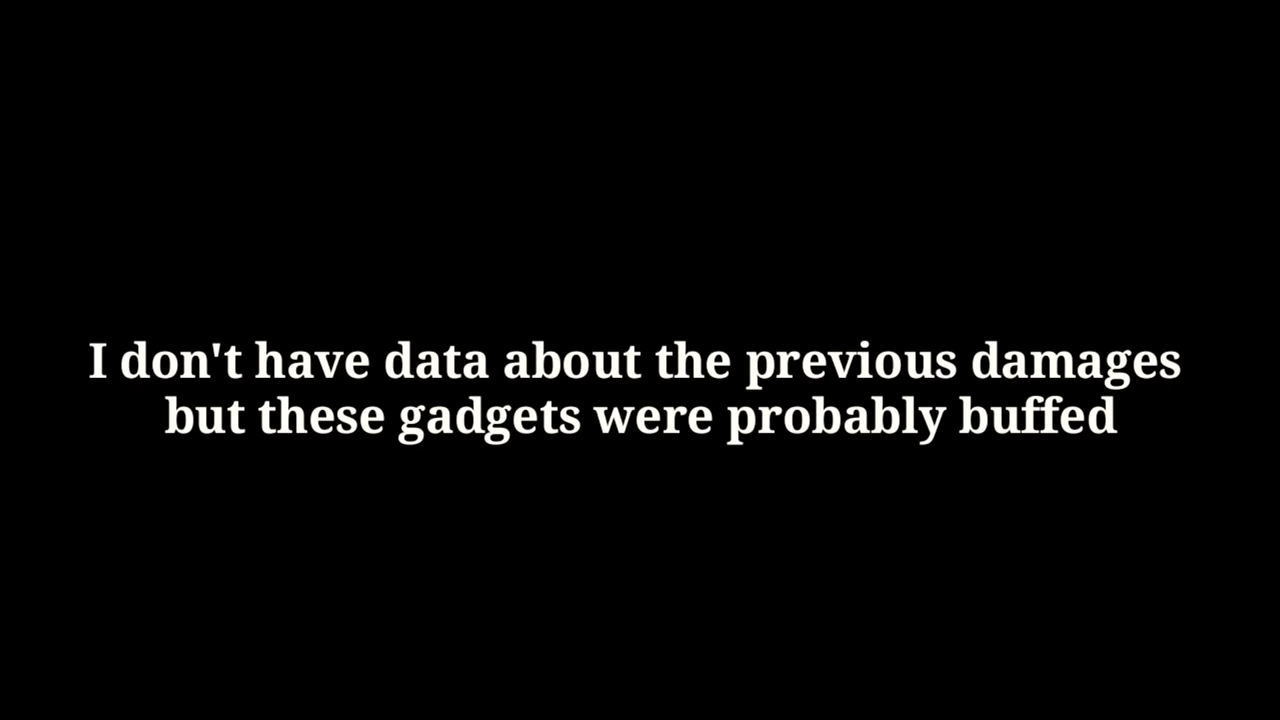 I don't have data about the previous damages
but these gadgets were probably buffed